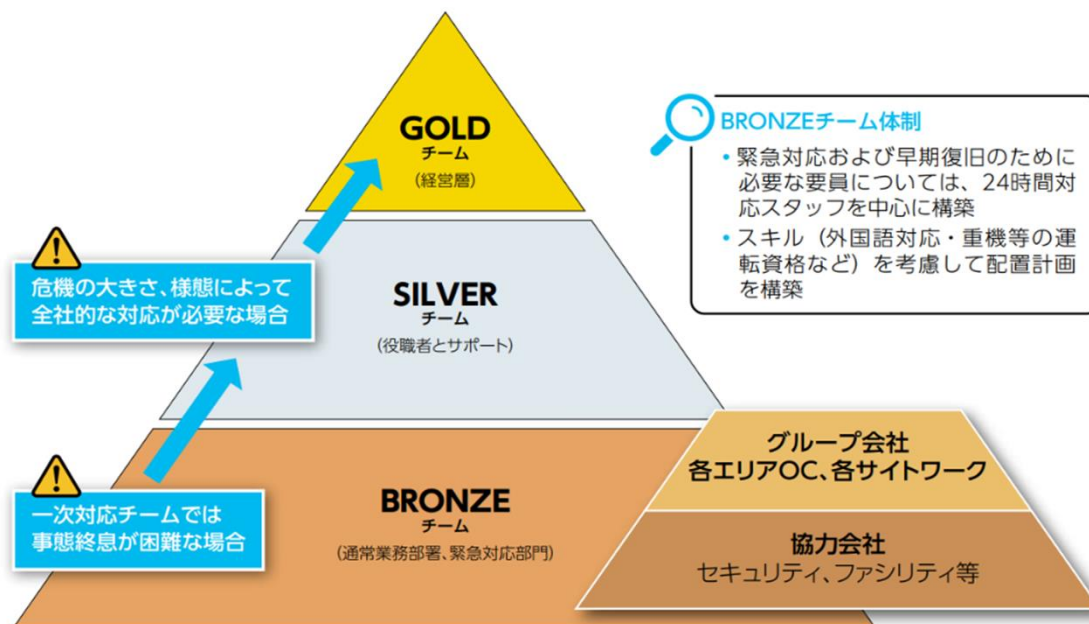 GOLD
チーム
(経営層)
BRONZEチーム体制
• 緊急対応および早期復旧のために
必要な要員については、24時間対
応スタッフを中心に構築
• スキル（外国語対応・重機等の運
転資格など）を考慮して配置計画
を構築
危機の大きさ、様態によって
全社的な対応が必要な場合
SILVER
チーム
(役職者とサポート)
一次対応チームでは
事態終息が困難な場合
BRONZE
チーム
(通常業務部署、緊急対応部門)
グループ会社
各エリアOC、各サイトワーク
協力会社
セキュリティ、ファシリティ等